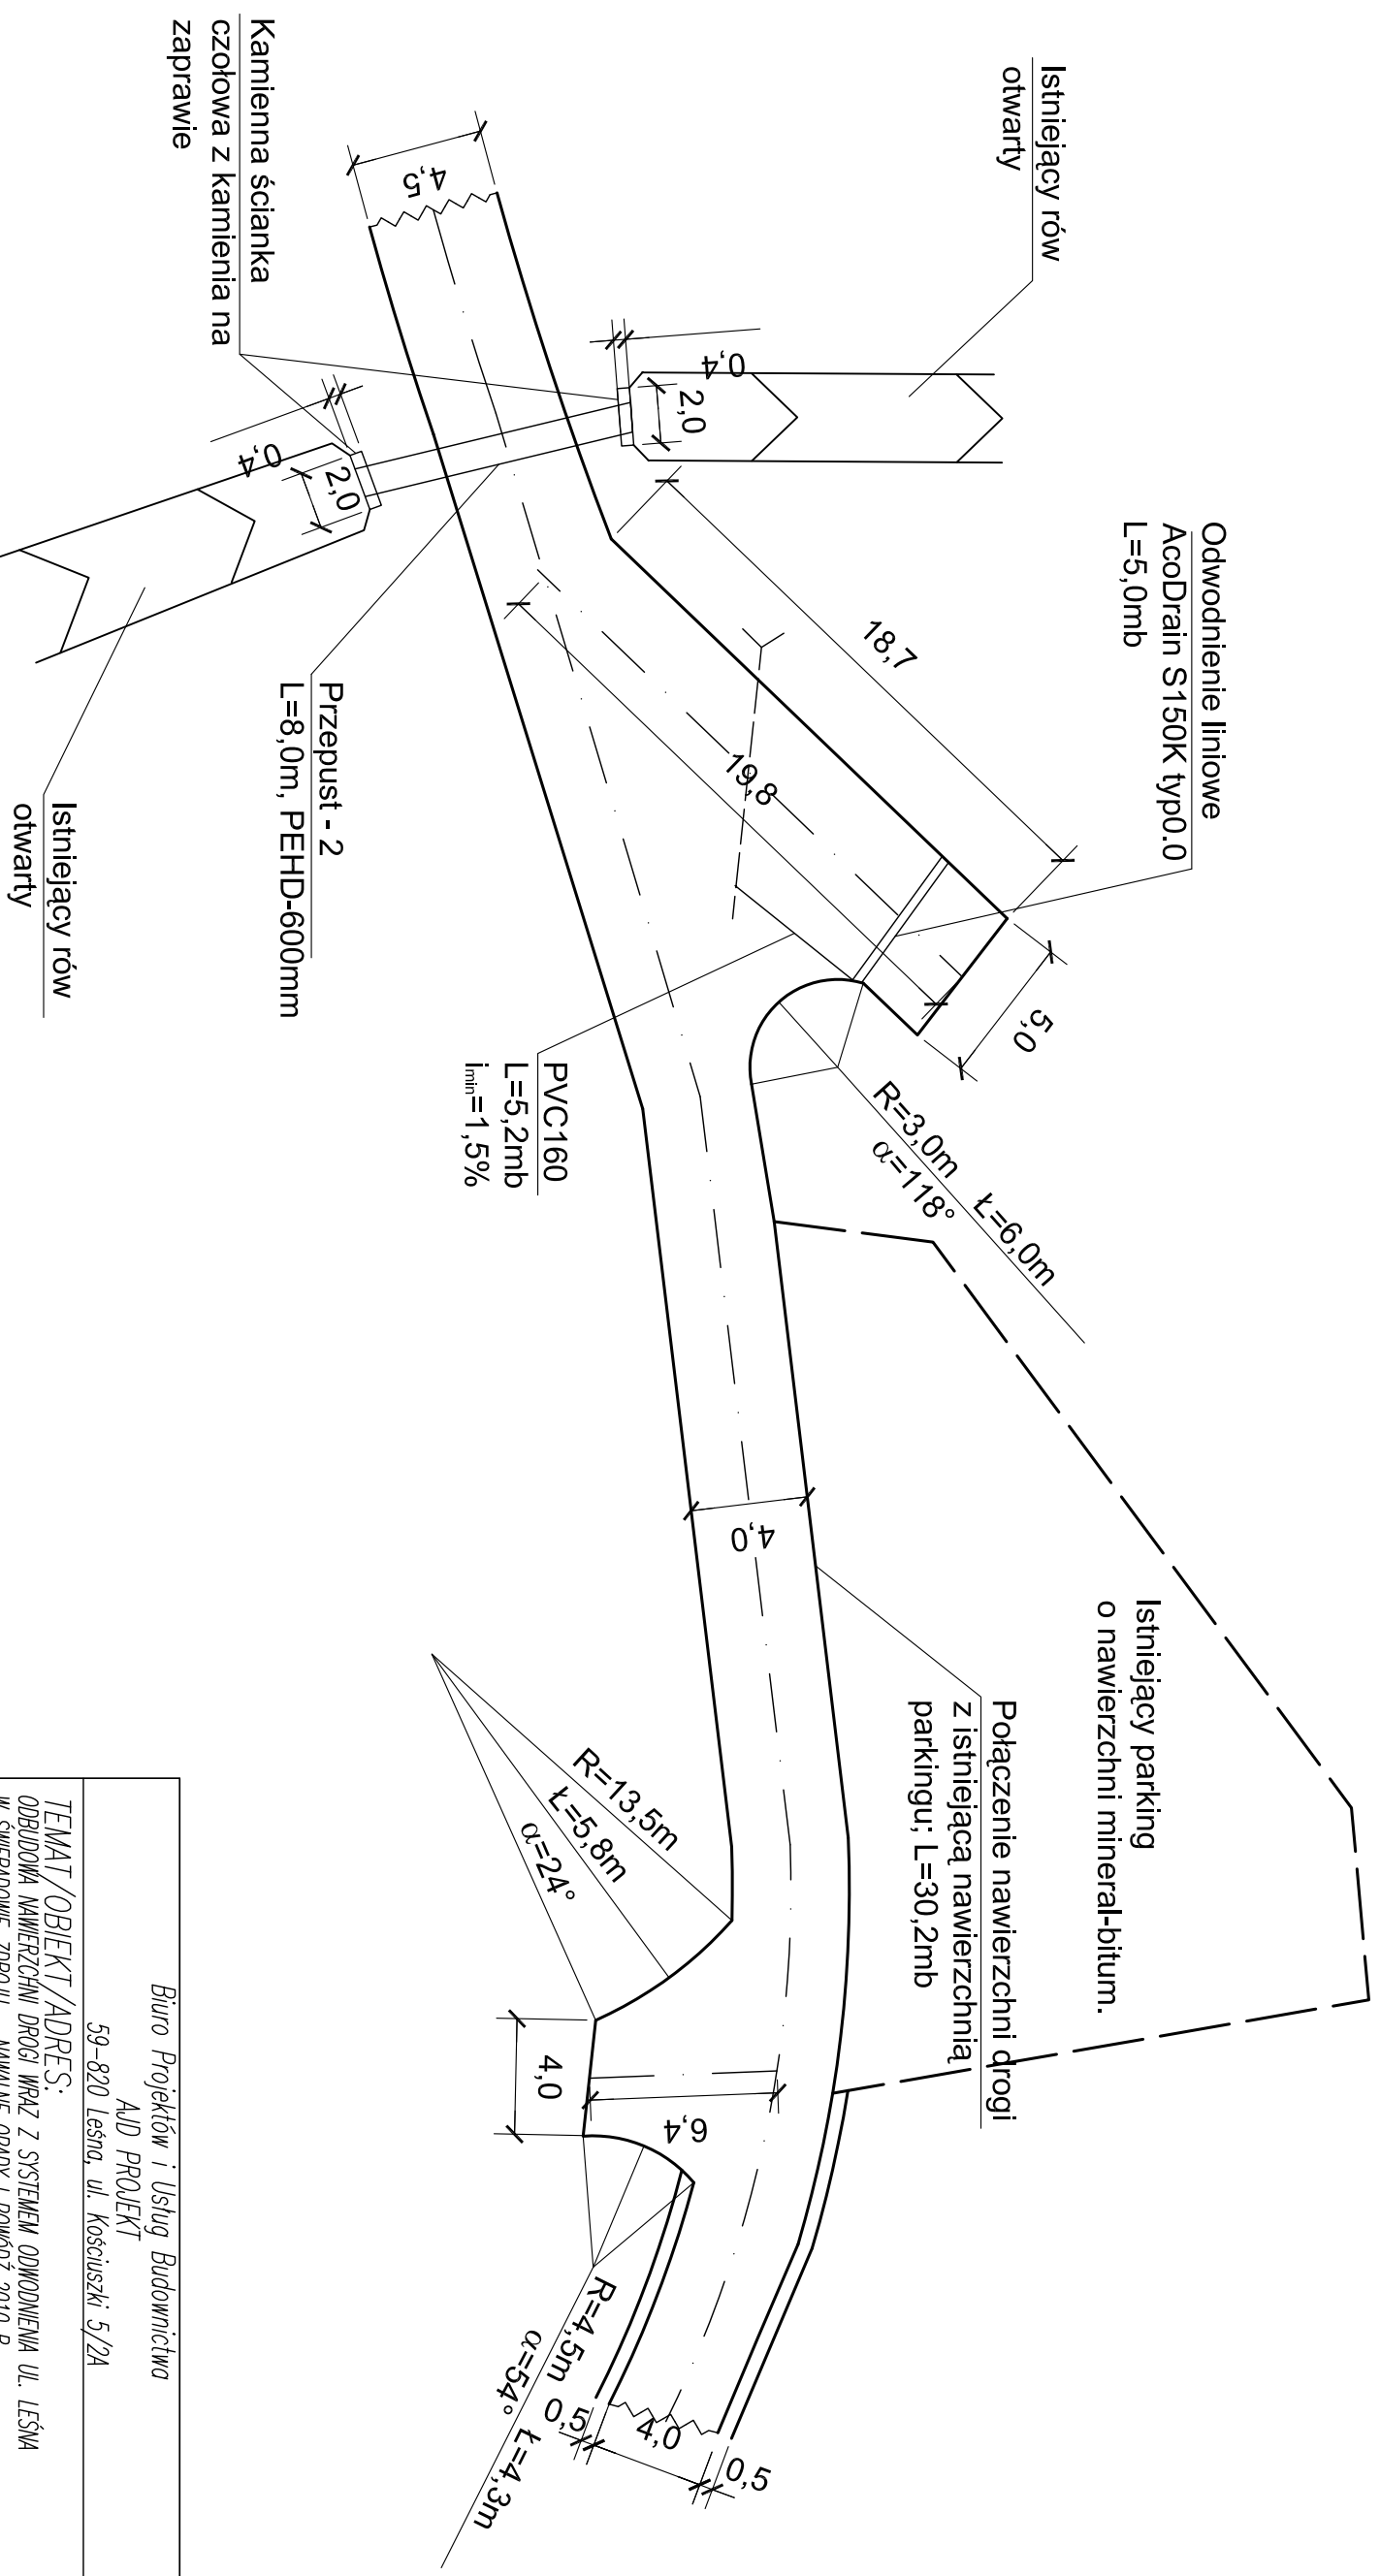 Istniejący rów
otwarty
Kamienna ścianka
czołowa z kamienia na
zaprawie
4,5
0,4
2,0
0,4
2,0
Odwodnienie liniowe
AcoDrain S150K typ0.0
L=5,0mb
18,7
19,8
5,0
Przepust - 2
L=8,0m, PEHD-600mm
Istniejący rów
otwarty
PVC160
L=5,2mb
imin=1,5%
R=3,0m Ł=6,0m
α=118°
4,0
Istniejący parking
o nawierzchni mineral-bitum.
Połączenie nawierzchni drogi
z istniejącą nawierzchnią
parkingu; L=30,2mb
R=13,5m
Ł=5,8m
α=24°
4,0
6,4
R=4,5m
α=54° Ł=4,3m
0,5
4,0
0,5
Biuro Projektów i Usług Budownictwa
AJD PROJEKT
59-820 Leśna, ul. Kościuszki 5/2A
TEMAT/OBIEKT/ADRES:
ODBUDOWA NAWIERZCHNI DROGI WRAZ Z SYSTEMEM ODWODNIENIA UL. LEŚNA